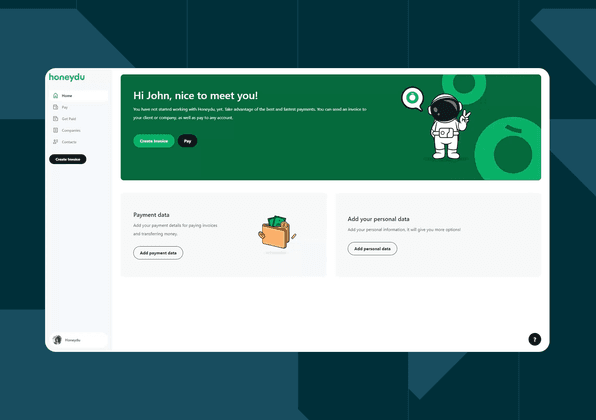 honeydu
Home
Pay
Get Paid
Companies
Contacts
Create Invoice
Hi John, nice to meet you!
You have not started working with Honeydu, yet. Take advantage of the best and fastest payments. You can send an invoice to
your client or company, as well as pay to any account.
Create Invoice
Pay
Payment data
Add your payment details for paying invoices
and transferring money.
Add payment data
Add your personal data
Add your personal information, it will give you more options!
Add personal data
Honeydu
?